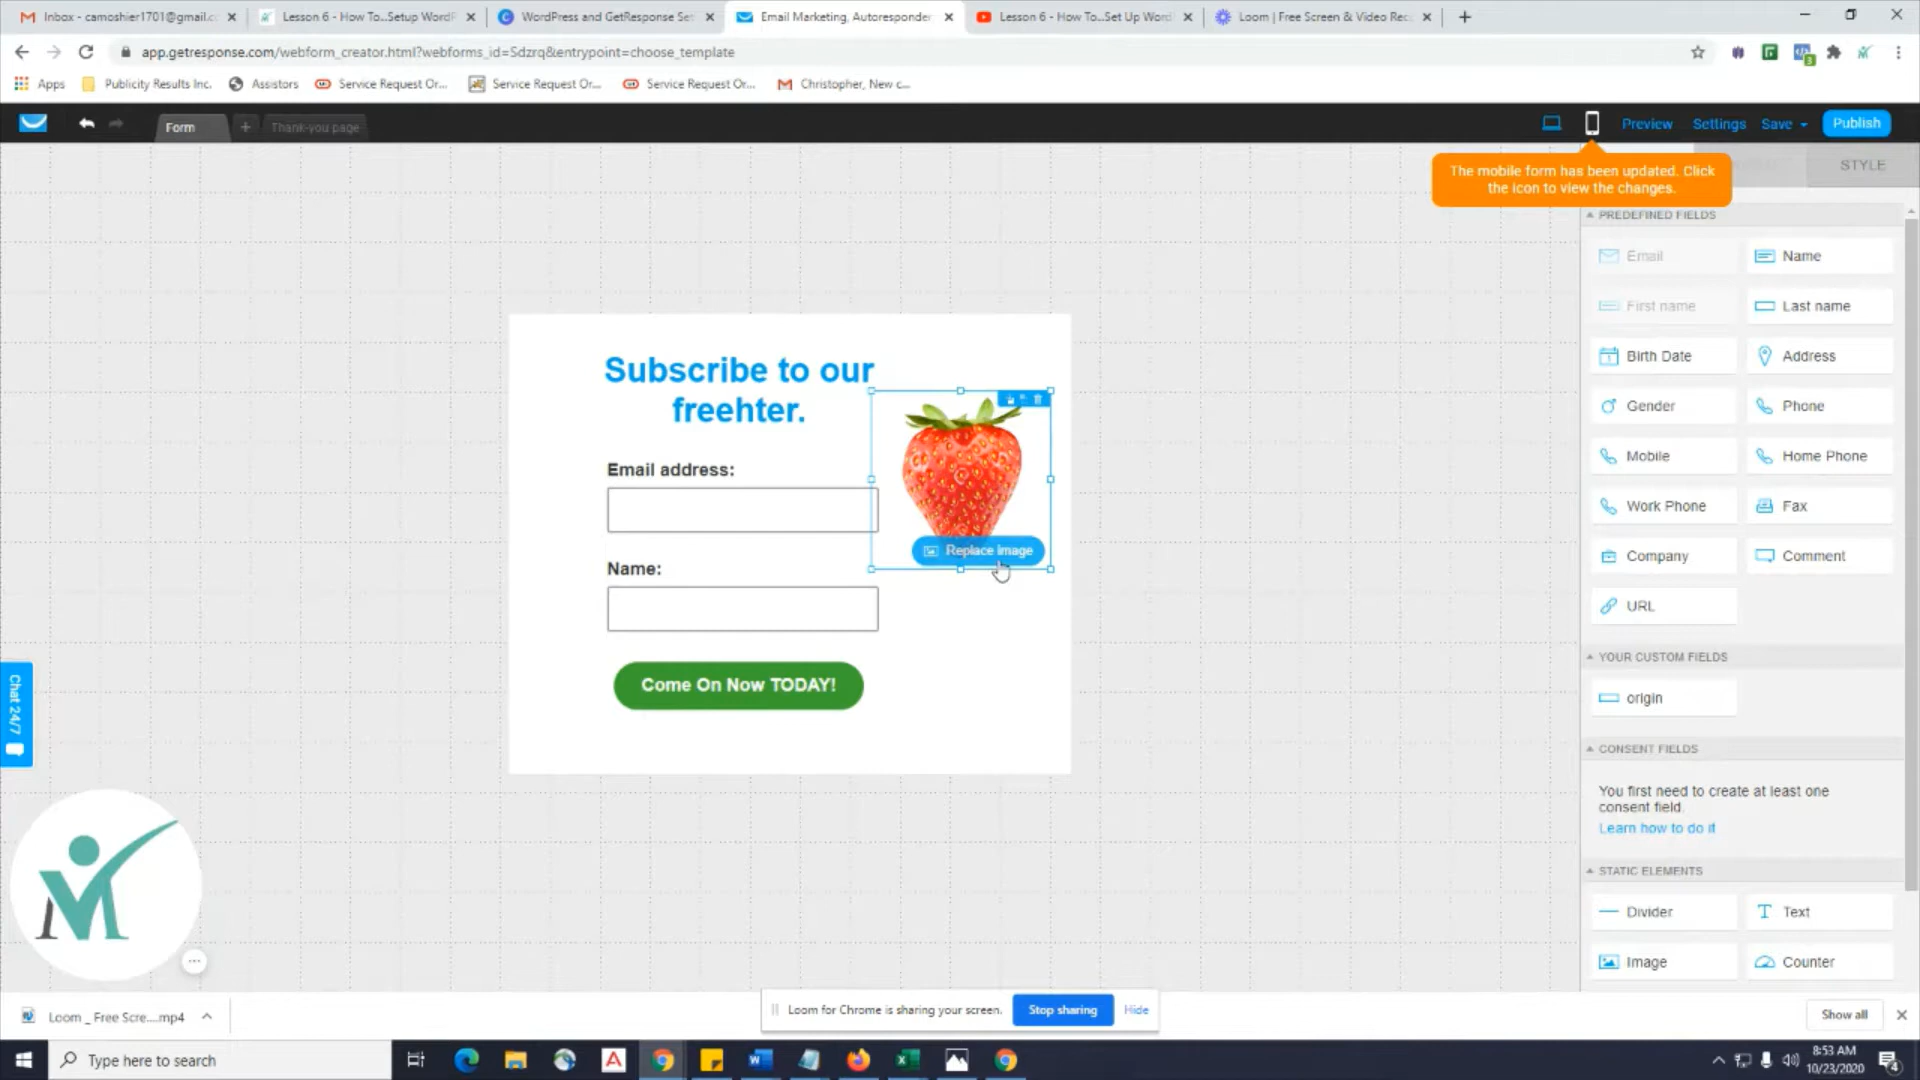 Inbox - camoshier1701@gmail.c
Lesson 6 - How To...Setup WordP
WordPress and GetResponse Set
Email Marketing, Autoresponder
Lesson 6 - How To...Set Up Word
Loom | Free Screen & Video Rec
app.getresponse.com/webform_creator.html?webforms_id=Sdzrq&entrypoint=choose_template
3
Apps
Publicity Results Inc.
Assistors
Service Request Or...
Service Request Or...
Service Request Or...
Christopher, New c...
Form
+
Thank-you page
Preview
Settings
Save
Publish
The mobile form has been updated. Click
the icon to view the changes.
STYLE
PREDEFINED FIELDS
Email
Name
First name
Last name
Birth Date
Address
Gender
Phone
Mobile
Home Phone
Work Phone
Fax
Company
Comment
URL
YOUR CUSTOM FIELDS
origin
CONSENT FIELDS
You first need to create at least one
consent field.
Learn how to do it
STATIC ELEMENTS
Divider
Text
Image
Counter
Subscribe to our
freehter.
Email address:
Replace image
Name:
Come On Now TODAY!
Chat 24/7
Loom _ Free Scre....mp4
Loom for Chrome is sharing your screen.
Stop sharing
Hide
Show all
Type here to search
8:53 AM
10/23/2020
4